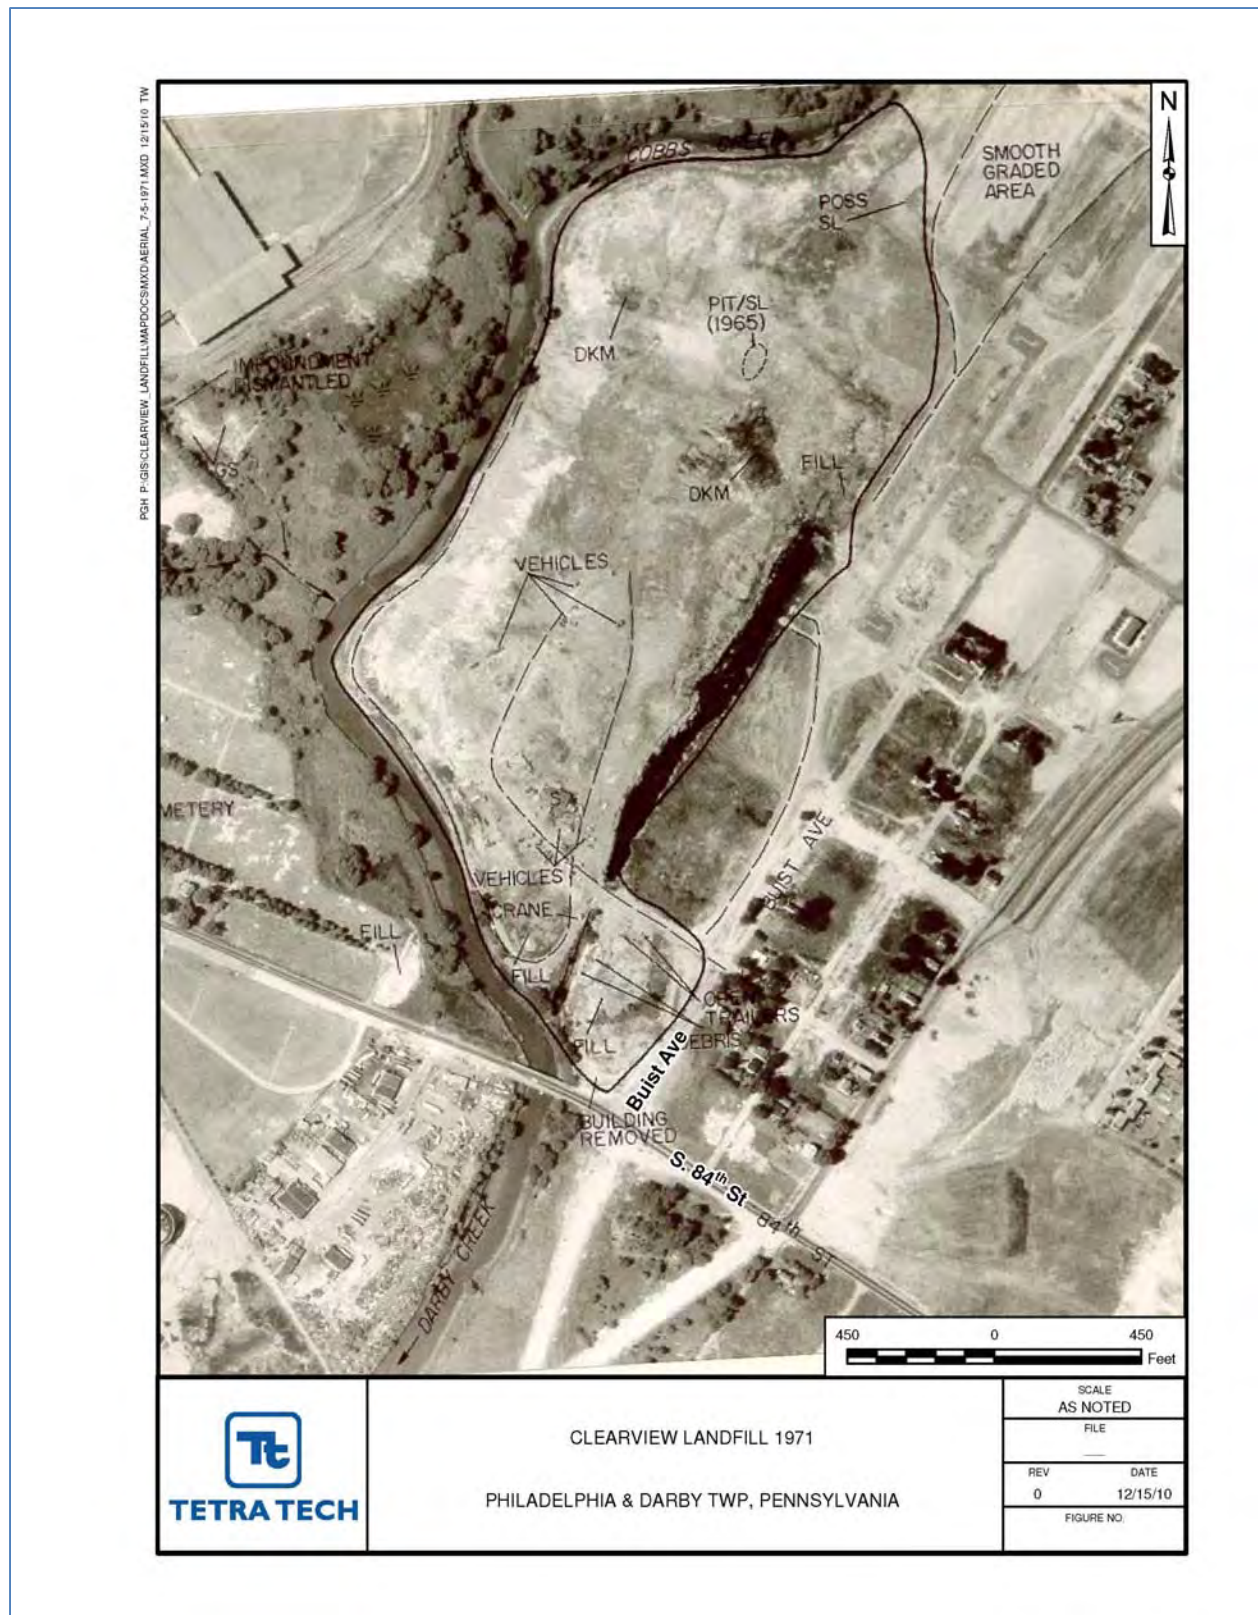 PGH P:\GIS\CLEARVIEW_LANDFILL\MAPDOCS\MXD\AERIAL_7-5-1971.MXD 12/15/10 TW
N
COBBS CREEK
SMOOTH
GRADED
AREA
POSS
SL
PIT/SL
(1965)
DKM
IMPOUNDMENT
DISMANTLED
GS
FILL
DKM
VEHICLES
METERY
BUIST AVE
VEHICLES
CRANE
FILL
FILL
OPEN
TRAILERS
DEBRIS
FILL
Buist Ave
BUILDING
REMOVED
S. 84th St
84th ST
DARBY CREEK
450 0 450
Feet
Tt
TETRA TECH
CLEARVIEW LANDFILL 1971
PHILADELPHIA & DARBY TWP, PENNSYLVANIA
SCALE
AS NOTED
FILE
REV DATE
0 12/15/10
FIGURE NO.